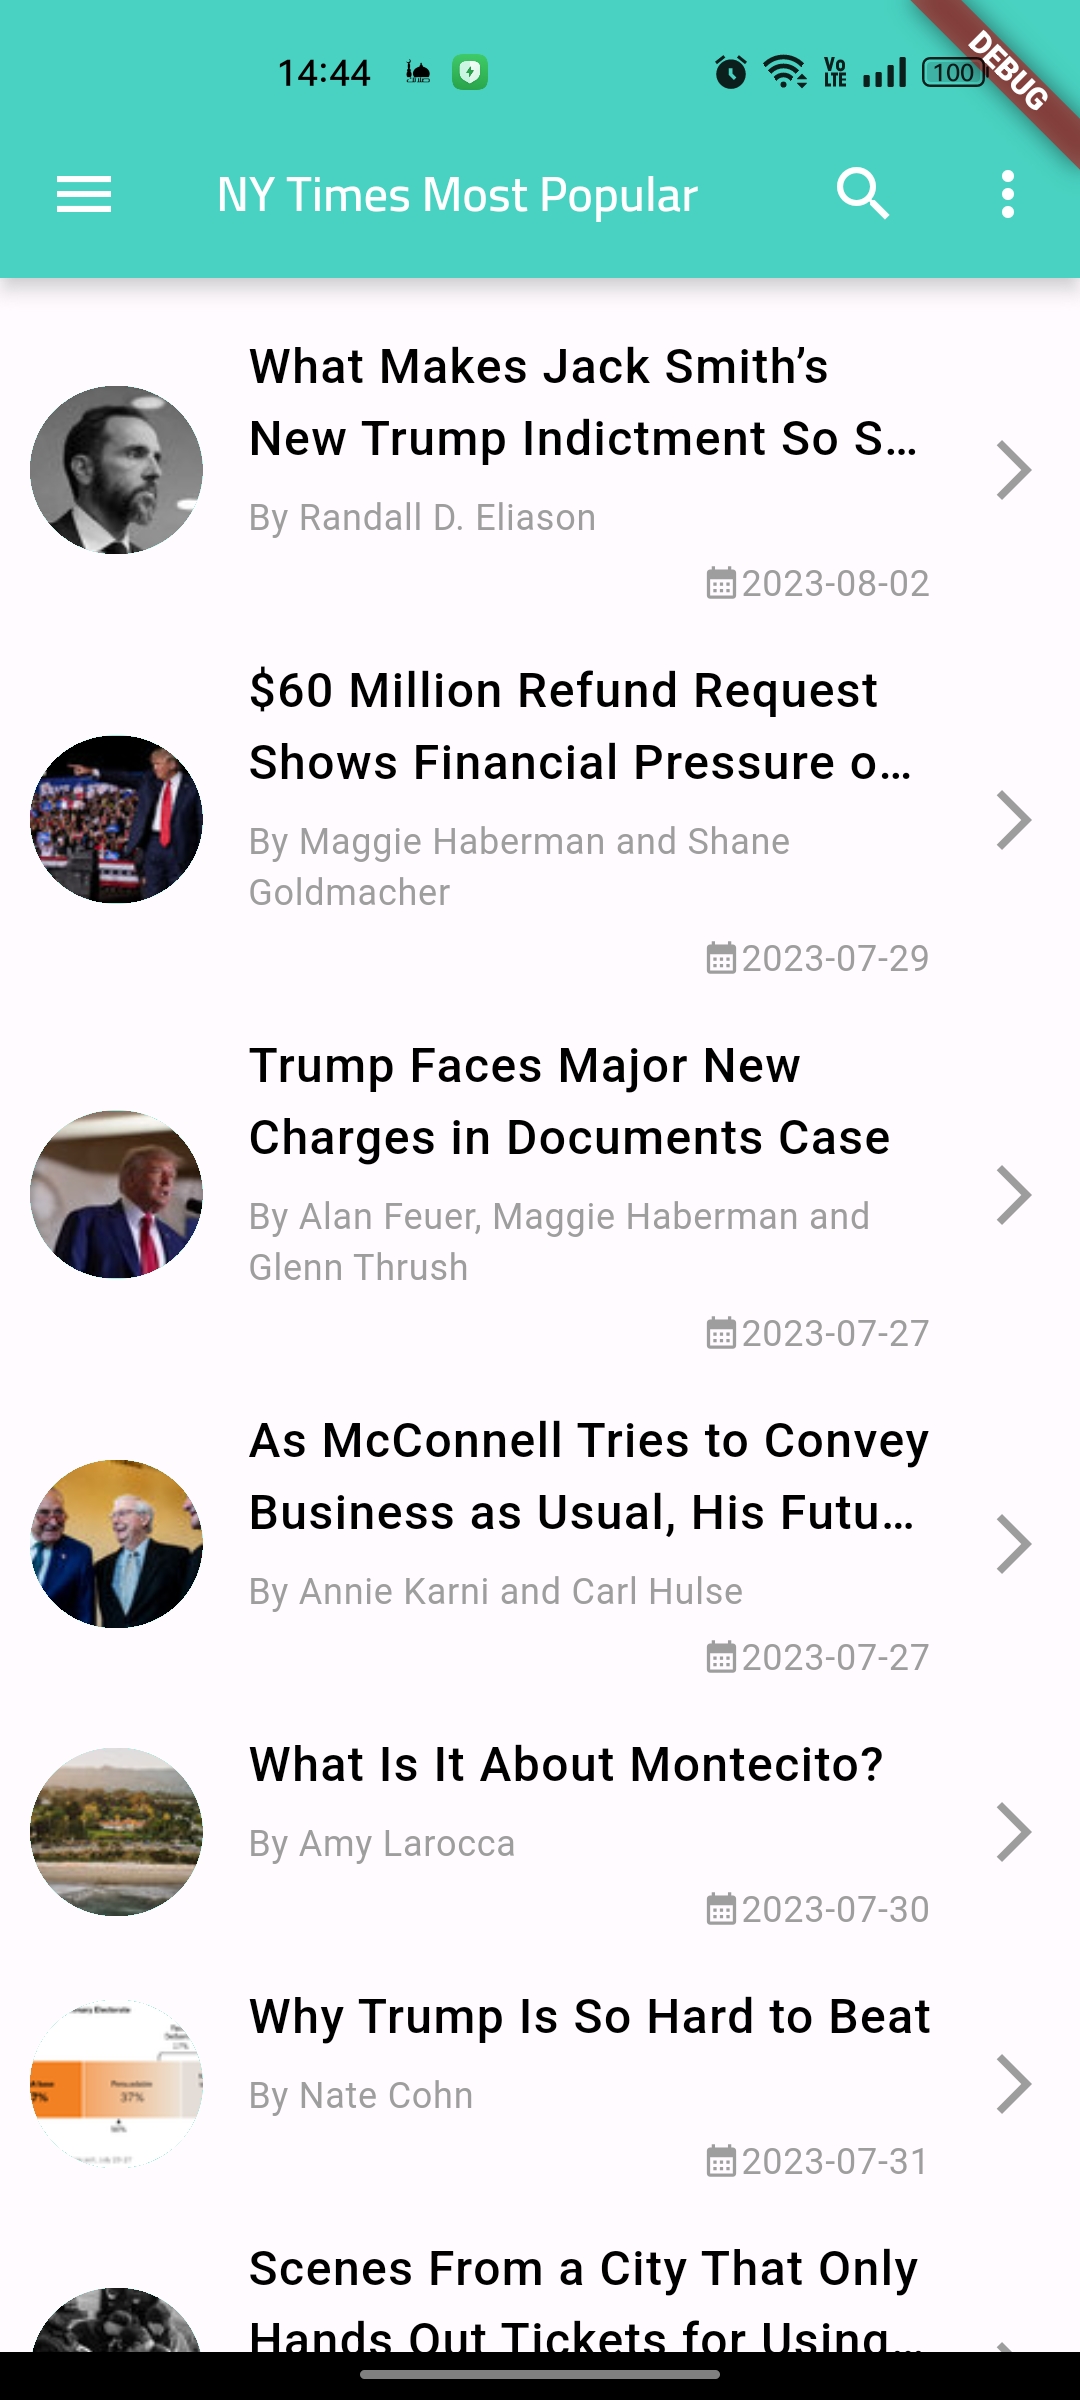 14:44
Vo
LTE
100
DEBUG
NY Times Most Popular
What Makes Jack Smith’s
New Trump Indictment So S…
By Randall D. Eliason
2023-08-02
$60 Million Refund Request
Shows Financial Pressure o…
By Maggie Haberman and Shane
Goldmacher
2023-07-29
Trump Faces Major New
Charges in Documents Case
By Alan Feuer, Maggie Haberman and
Glenn Thrush
2023-07-27
As McConnell Tries to Convey
Business as Usual, His Futu…
By Annie Karni and Carl Hulse
2023-07-27
What Is It About Montecito?
By Amy Larocca
2023-07-30
Why Trump Is So Hard to Beat
Electorate
37%
By Nate Cohn
2023-07-31
Scenes From a City That Only
Hands Out Tickets for Using…